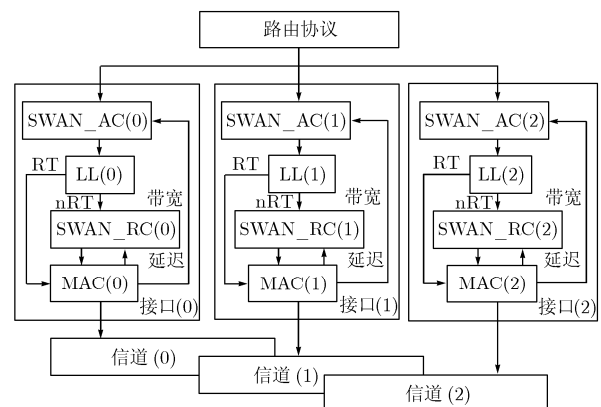 路由协议
SWAN_AC(0) SWAN_AC(1) SWAN_AC(2)
RT LL(0) RT LL(1) RT LL(2)
nRT 带宽 nRT 带宽 nRT 带宽
SWAN_RC(0) SWAN_RC(1) SWAN_RC(2)
延迟 延迟 延迟
MAC(0) MAC(1) MAC(2)
接口(0) 接口(1) 接口(2)
信道 (0)
信道 (1)
信道 (2)